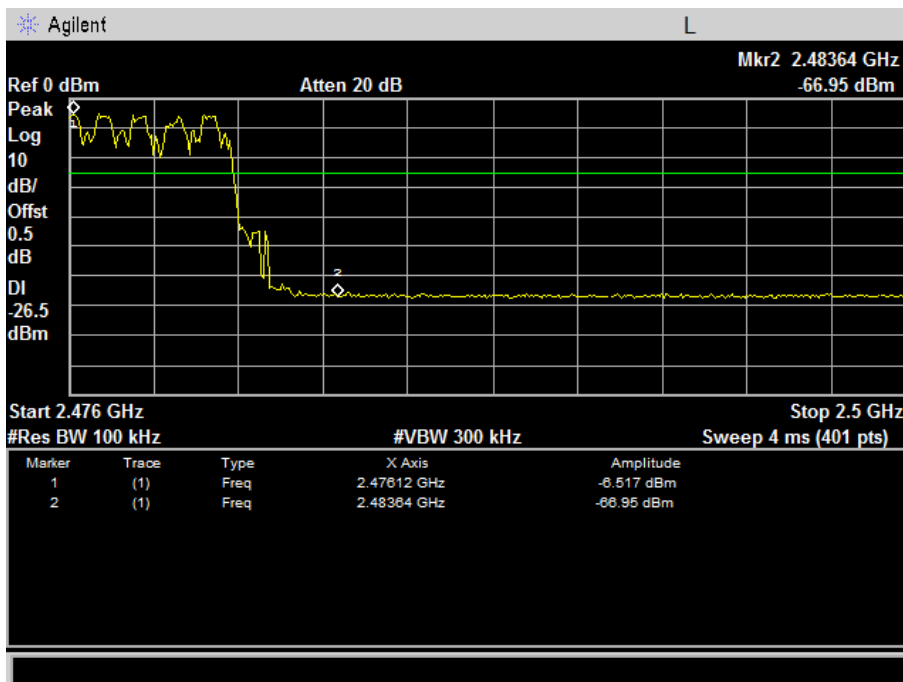 Agilent L
Mkr2 2.48364 GHz
Ref 0 dBm Atten 20 dB -66.95 dBm
Peak
Log
10
dB/
Offst
0.5
dB
DI
-26.5
dBm
1
2
Start 2.476 GHz Stop 2.5 GHz
#Res BW 100 kHz #VBW 300 kHz Sweep 4 ms (401 pts)
Marker Trace Type X Axis Amplitude
1 (1) Freq 2.47612 GHz -6.517 dBm
2 (1) Freq 2.48364 GHz -66.95 dBm